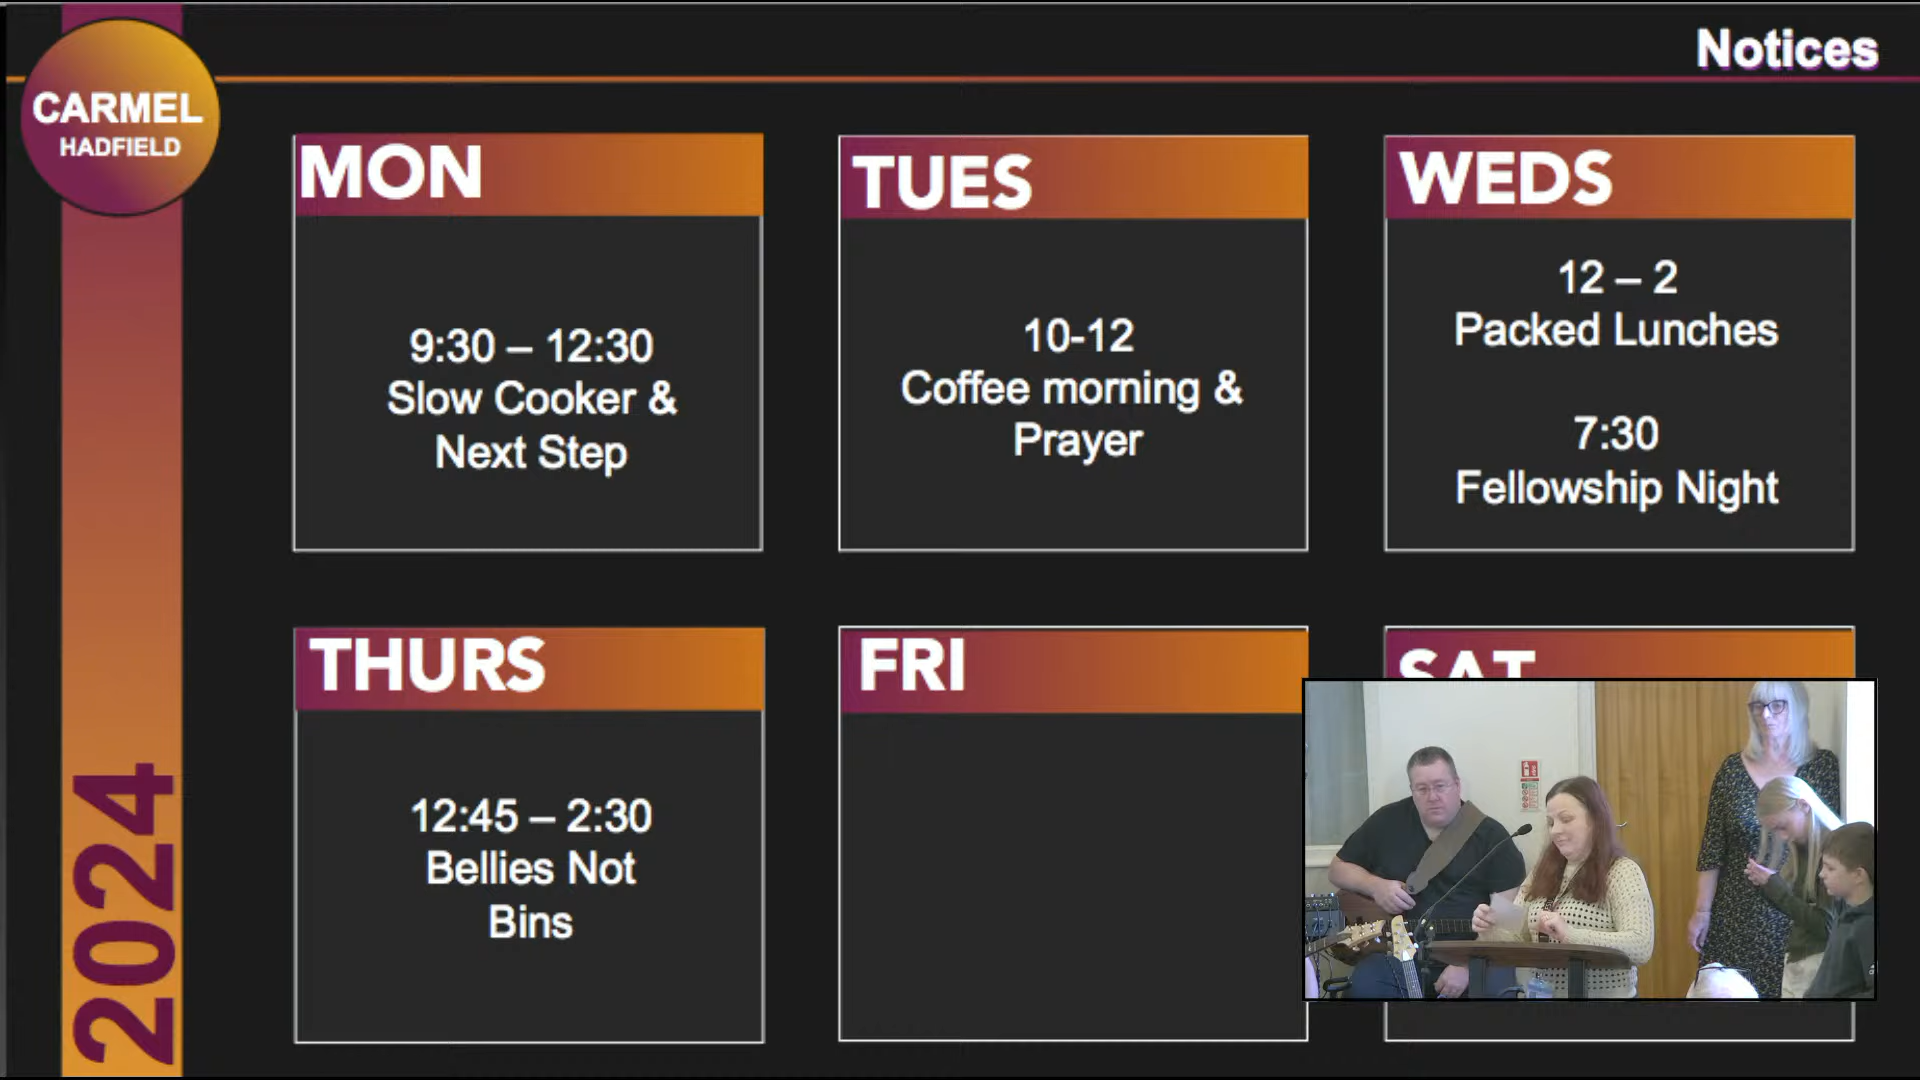 Notices
CARMEL
HADFIELD
MON
9:30 – 12:30
Slow Cooker &
Next Step
TUES
10-12
Coffee morning &
Prayer
WEDS
12 – 2
Packed Lunches
7:30
Fellowship Night
THURS
12:45 – 2:30
Bellies Not
Bins
FRI
SAT
2024